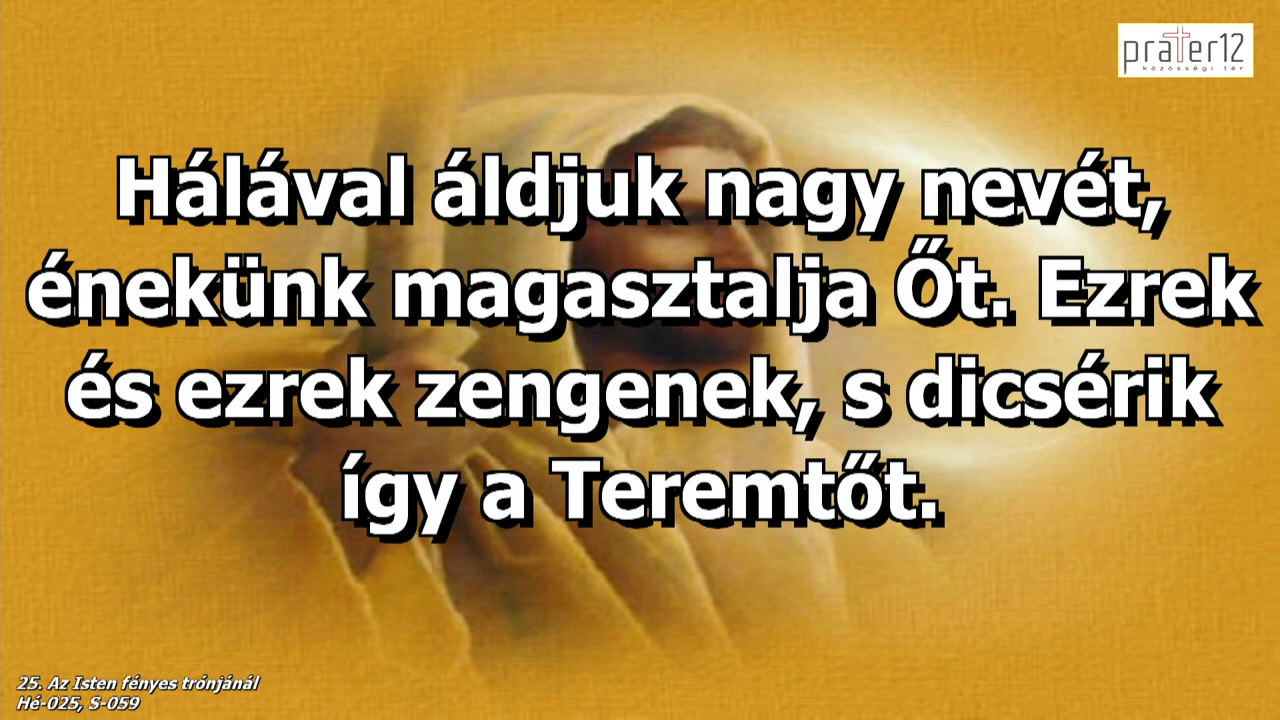 prater12
közösségi tér
Hálával áldjuk nagy nevét,
énekünk magasztalja Őt. Ezrek
és ezrek zengenek, s dicsérik
így a Teremtőt.
25. Az Isten fényes trónjánál
Hé-025, S-059